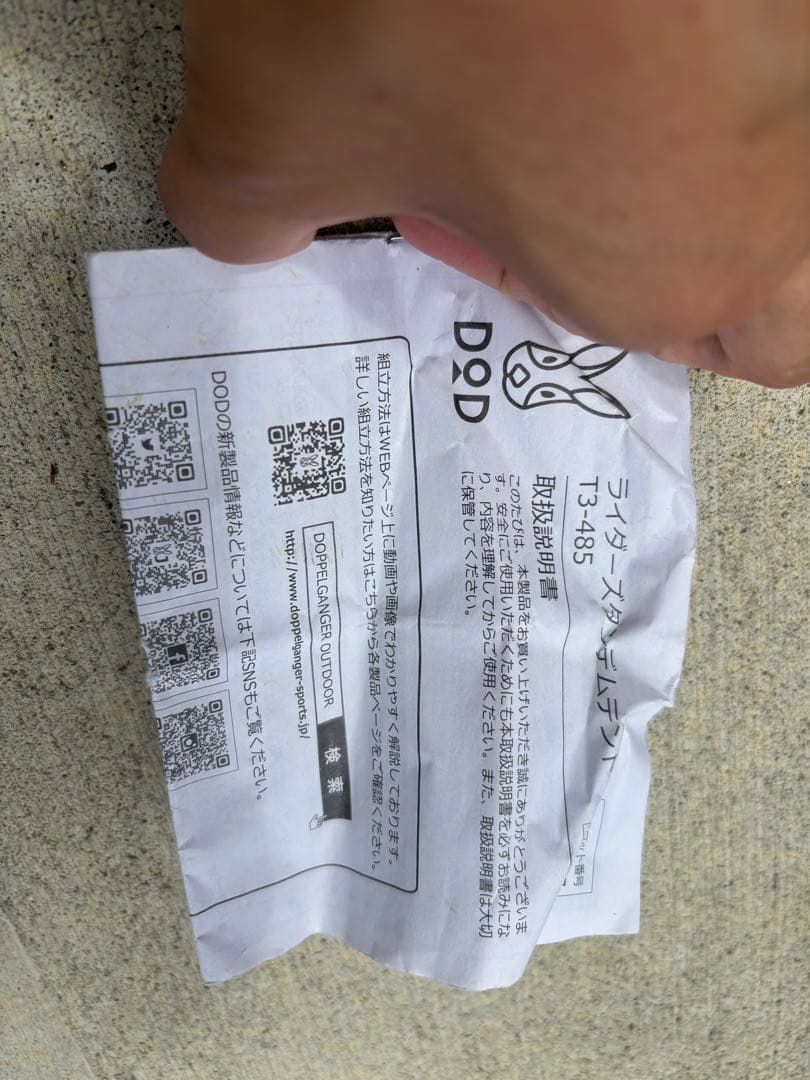 DOD
ライダーズタンデムテント
T3-485
ロット番号
取扱説明書
このたびは、本製品をお買い上げいただき誠にありがとうございま
す。安全にご使用いただくためにも本取扱説明書を必ずお読みにな
り、内容を理解してからご使用ください。また、取扱説明書は大切
に保管してください。
組立方法はWEBページ上に動画や画像でわかりやすく解説しております。
詳しい組立方法を知りたい方はこちらから各製品ページをご確認ください。
DOPPELGANGER OUTDOOR 検索
http://www.doppelganger-sports.jp/
DODの新製品情報などについては下記SNSもご覧ください。